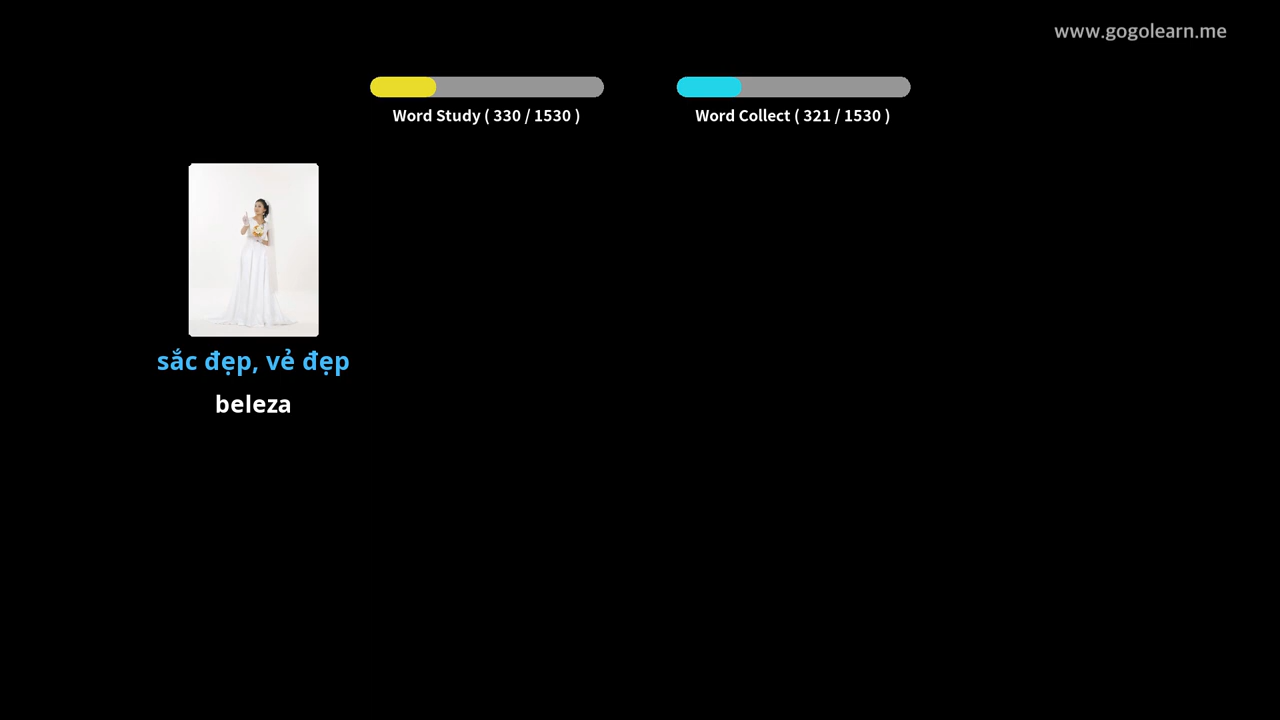 www.gogolearn.me
Word Study ( 330 / 1530 )
Word Collect ( 321 / 1530 )
sắc đẹp, vẻ đẹp
beleza